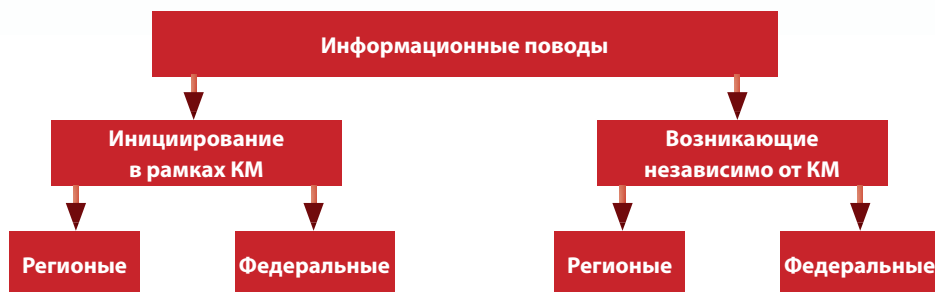 Информационные поводы
Инициирование
в рамках КМ
Возникающие
независимо от КМ
Регионые
Федеральные
Регионые
Федеральные